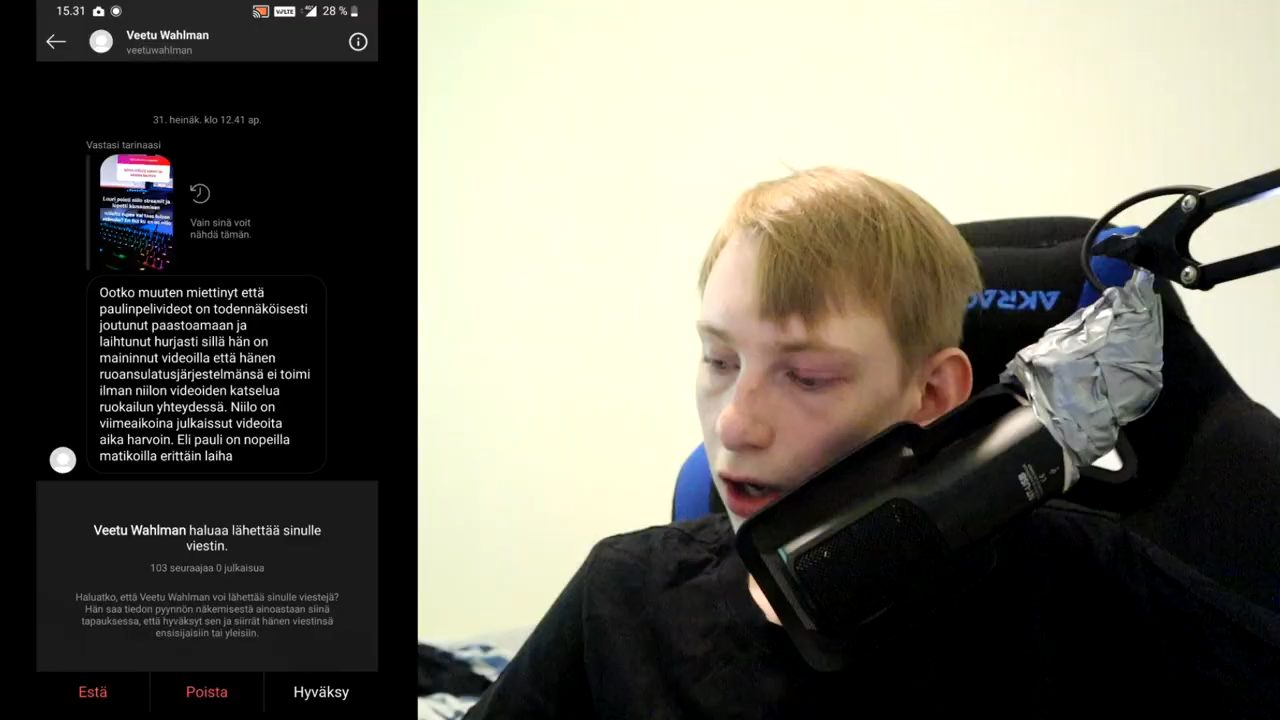 15.31
VoLTE
28 %
Veetu Wahlman
veetuwahlman
31. heinäk. klo 12.41 ap.
Vastasi tarinaasi
Vain sinä voit
nähdä tämän.
Ootko muuten miettinyt että
paulinpelivideot on todennäköisesti
joutunut paastoamaan ja
laihtunut hurjasti sillä hän on
maininnut videoilla että hänen
ruoansulatusjärjestelmänsä ei toimi
ilman niilon videoiden katselua
ruokailun yhteydessä. Niilo on
viimeaikoina julkaissut videoita
aika harvoin. Eli pauli on nopeilla
matikoilla erittäin laiha
Veetu Wahlman haluaa lähettää sinulle
viestin.
103 seuraajaa 0 julkaisua
Haluatko, että Veetu Wahlman voi lähettää sinulle viestejä?
Hän saa tiedon pyynnön näkemisestä ainoastaan siinä
tapauksessa, että hyväksyt sen ja siirrät hänen viestinsä
ensisijaisiin tai yleisiin.
Estä
Poista
Hyväksy